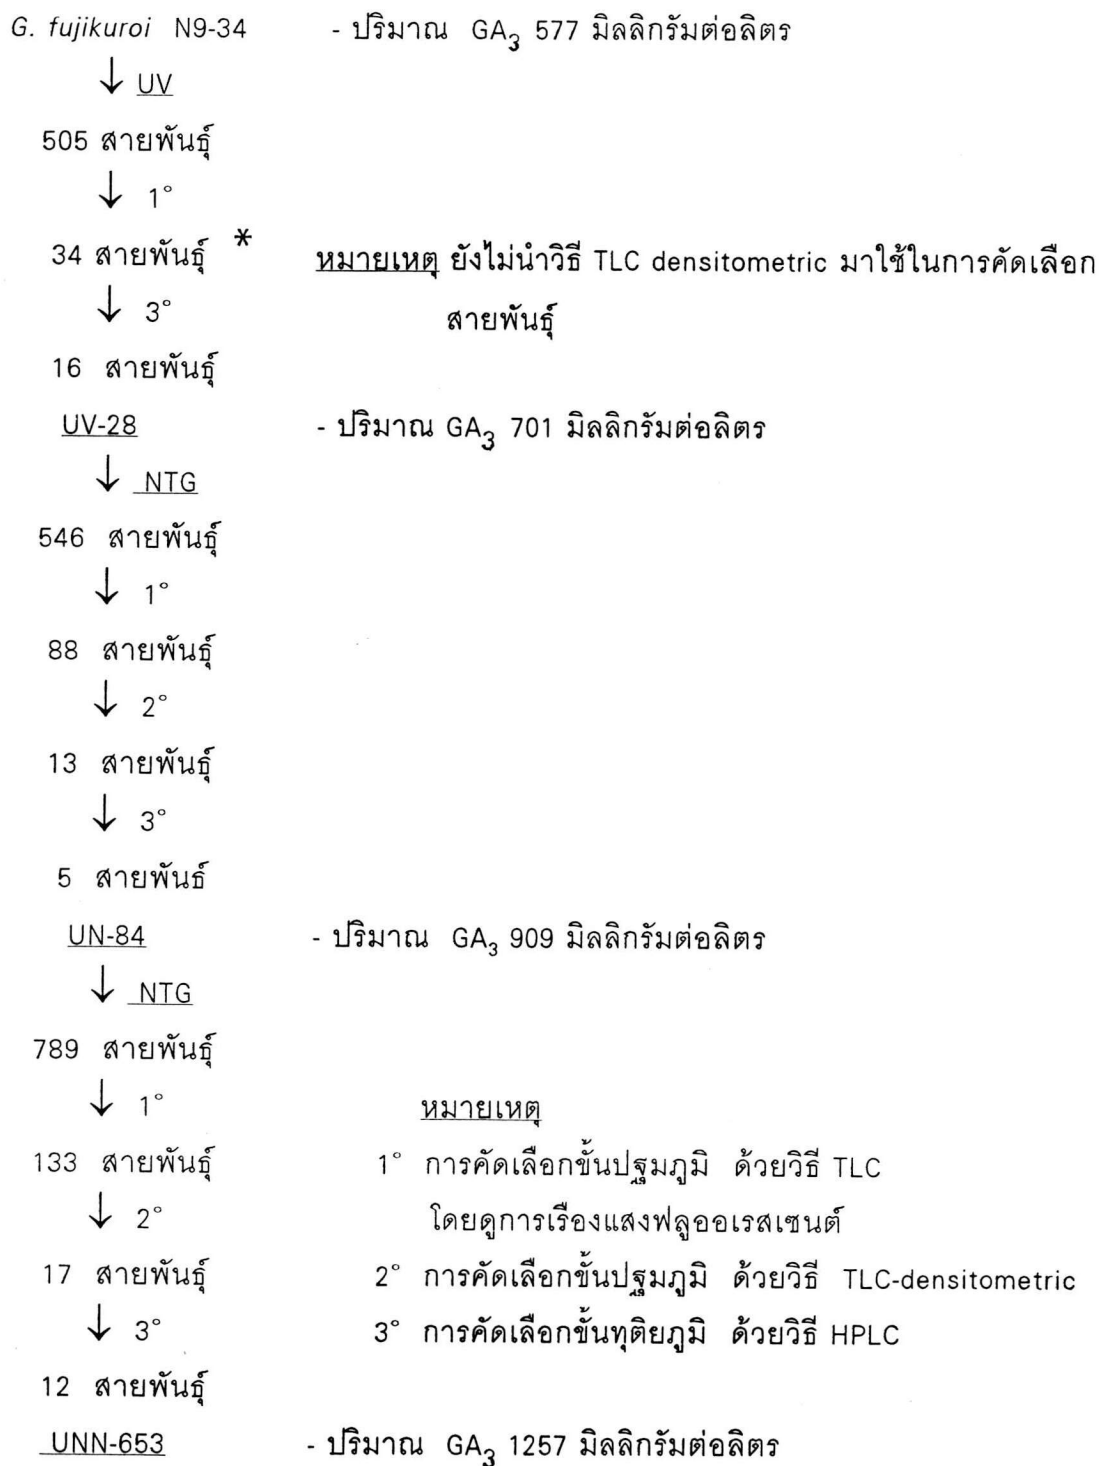 G. fujikuroi N9-34 - ปริมาณ GA₃ 577 มิลลิกรัมต่อลิตร
↓ UV
505 สายพันธุ์
↓ 1°
34 สายพันธุ์ * หมายเหตุ ยังไม่นำวิธี TLC densitometric มาใช้ในการคัดเลือก
↓ 3° สายพันธุ์
16 สายพันธุ์
UV-28 - ปริมาณ GA₃ 701 มิลลิกรัมต่อลิตร
↓ NTG
546 สายพันธุ์
↓ 1°
88 สายพันธุ์
↓ 2°
13 สายพันธุ์
↓ 3°
5 สายพันธ์
UN-84 - ปริมาณ GA₃ 909 มิลลิกรัมต่อลิตร
↓ NTG
789 สายพันธุ์
↓ 1° หมายเหตุ
133 สายพันธุ์ 1° การคัดเลือกขั้นปฐมภูมิ ด้วยวิธี TLC
↓ 2° โดยดูการเรืองแสงฟลูออเรสเซนต์
17 สายพันธุ์ 2° การคัดเลือกขั้นปฐมภูมิ ด้วยวิธี TLC-densitometric
↓ 3° 3° การคัดเลือกขั้นทุติยภูมิ ด้วยวิธี HPLC
12 สายพันธุ์
UNN-653 - ปริมาณ GA₃ 1257 มิลลิกรัมต่อลิตร